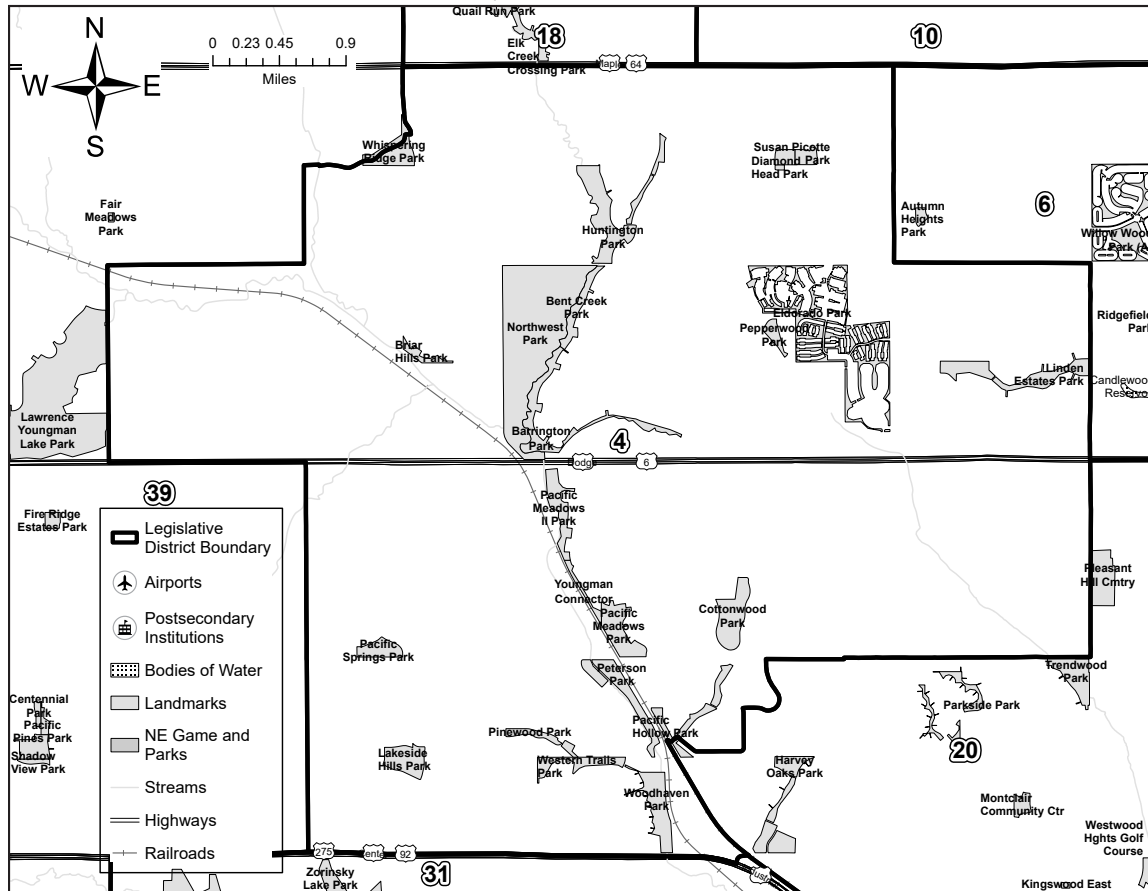 Quail Run Park
18
10
N
0 0.23 0.45 0.9
Elk
Creek
Crossing Park
64
W E
Miles
S
Whispering
Ridge Park
Susan Picotte
Diamond Park
Head Park
Fair
Meadows
Park
Autumn
Heights
Park
6
Huntington
Park
Willow Wood
Park (A
Bent Creek
Park
Northwest
Park
Eldorado Park
Pepperwood
Park
Ridgefield
Par
Briar
Hills Park
Linden
Estates Park
Candlewoo
Reservo
Lawrence
Youngman
Lake Park
Barrington
Park
4
6
39
Fire Ridge
Estates Park
Pacific
Meadows
II Park
Legislative
District Boundary
Airports
Postsecondary
Institutions
Bodies of Water
Landmarks
NE Game and
Parks
Streams
Highways
Railroads
Pleasant
Hill Cmtry
Youngman
Connector
Pacific
Meadows
Park
Cottonwood
Park
Pacific
Springs Park
Peterson
Park
Trendwood
Park
Centennial
Park
Pacific
Pines Park
Shadow
View Park
Parkside Park
Pacific
Hollow Park
Pinewood Park
20
Lakeside
Hills Park
Western Trails
Park
Harvey
Oaks Park
Woodhaven
Park
Montclair
Community Ctr
Westwood
Hghts Golf
Course
275
92
31
Zorinsky
Lake Park
Kingswood East